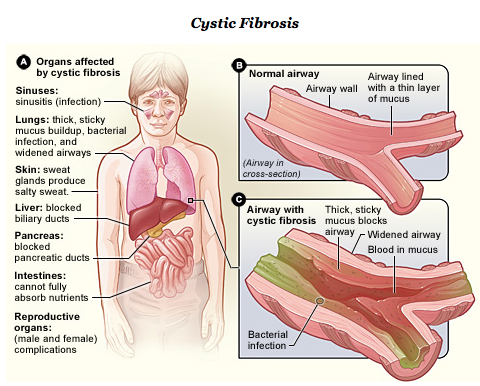 Cystic Fibrosis
A Organs affected
by cystic fibrosis
Sinuses:
sinusitis (infection)
Lungs: thick, sticky
mucus buildup, bacterial
infection, and
widened airways
Skin: sweat
glands produce
salty sweat.
Liver: blocked
biliary ducts
Pancreas:
blocked
pancreatic ducts
Intestines:
cannot fully
absorb nutrients
Reproductive
organs:
(male and female)
complications
B
Normal airway
Airway wall
Airway lined
with a thin layer
of mucus
(Airway in
cross-section)
C
Airway with
cystic fibrosis
Thick, sticky
mucus blocks
airway
Widened airway
Blood in mucus
Bacterial
infection